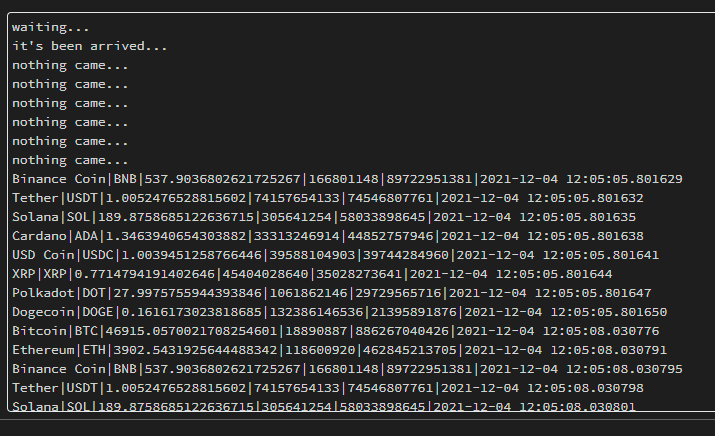 waiting...
it's been arrived...
nothing came...
nothing came...
nothing came...
nothing came...
nothing came...
nothing came...
Binance Coin|BNB|537.9036802621725267|166801148|89722951381|2021-12-04 12:05:05.801629
Tether|USDT|1.0052476528815602|74157654133|74546807761|2021-12-04 12:05:05.801632
Solana|SOL|189.8758685122636715|305641254|58033898645|2021-12-04 12:05:05.801635
Cardano|ADA|1.3463940654303882|33313246914|44852757946|2021-12-04 12:05:05.801638
USD Coin|USDC|1.0039451258766446|39588104903|39744284960|2021-12-04 12:05:05.801641
XRP|XRP|0.7714794191402646|45404028640|35028273641|2021-12-04 12:05:05.801644
Polkadot|DOT|27.9975755944393846|1061862146|29729565716|2021-12-04 12:05:05.801647
Dogecoin|DOGE|0.1616173023818685|132386146536|21395891876|2021-12-04 12:05:05.801650
Bitcoin|BTC|46915.0570021708254601|18890887|886267040426|2021-12-04 12:05:08.030776
Ethereum|ETH|3902.5431925644488342|118600920|462845213705|2021-12-04 12:05:08.030791
Binance Coin|BNB|537.9036802621725267|166801148|89722951381|2021-12-04 12:05:08.030795
Tether|USDT|1.0052476528815602|74157654133|74546807761|2021-12-04 12:05:08.030798
Solana|SOL|189.8758685122636715|305641254|58033898645|2021-12-04 12:05:08.030801